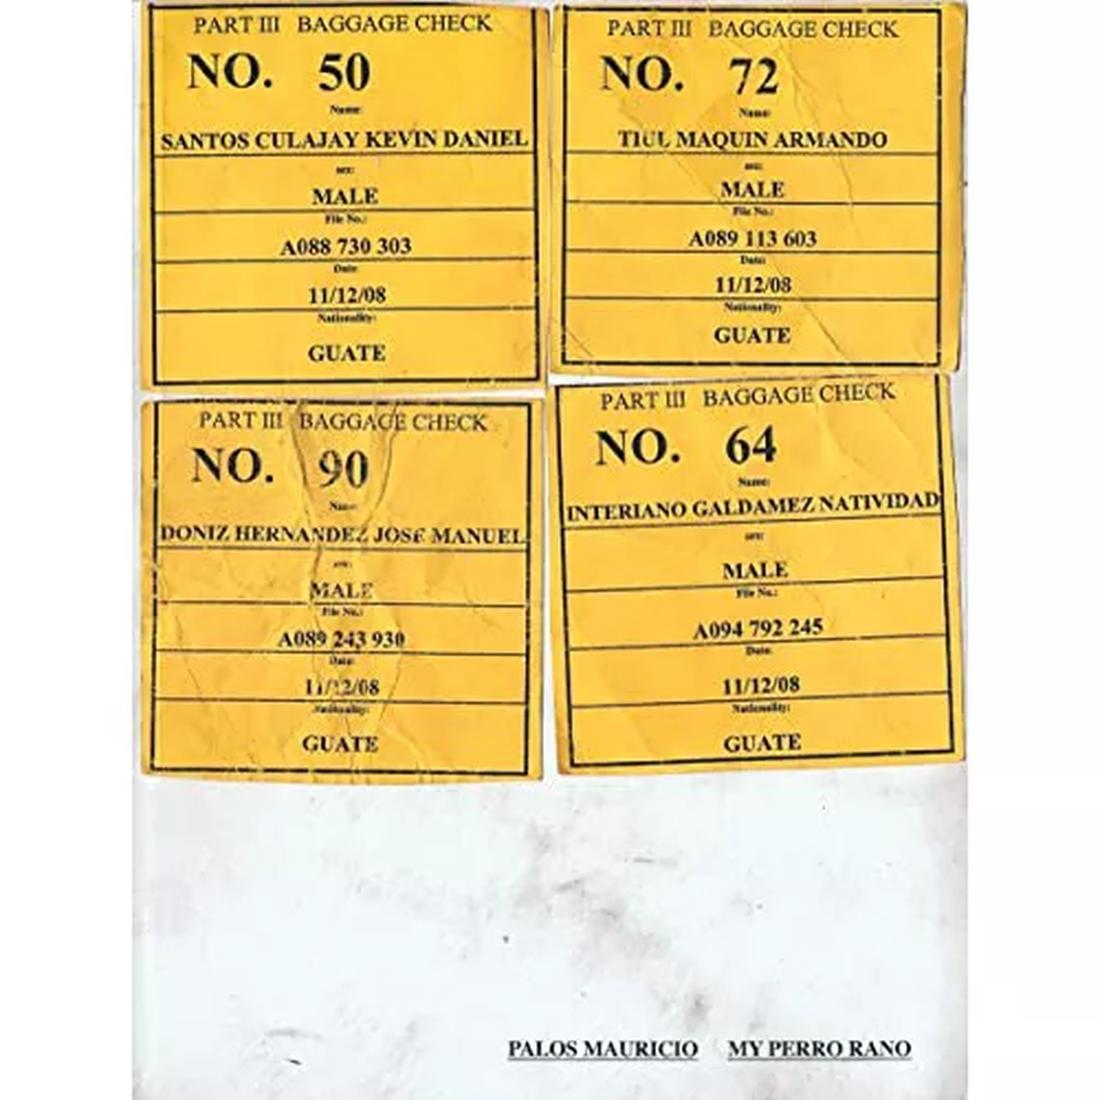 PART III BAGGAGE CHECK
NO. 50
Name:
SANTOS CULAJAY KEVIN DANIEL
sex:
MALE
File No.:
A088 730 303
Date:
11/12/08
Nationality:
GUATE
PART III BAGGAGE CHECK
NO. 72
Name:
TIUL MAQUIN ARMANDO
sex:
MALE
File No.:
A089 113 603
Date:
11/12/08
Nationality:
GUATE
PART III BAGGAGE CHECK
NO. 90
Name:
DONIZ HERNANDEZ JOSE MANUEL
sex:
MALE
File No.:
A089 243 930
Date:
11/12/08
Nationality:
GUATE
PART III BAGGAGE CHECK
NO. 64
Name:
INTERIANO GALDAMEZ NATIVIDAD
sex:
MALE
File No.:
A094 792 245
Date:
11/12/08
Nationality:
GUATE
PALOS MAURICIO MY PERRO RANO